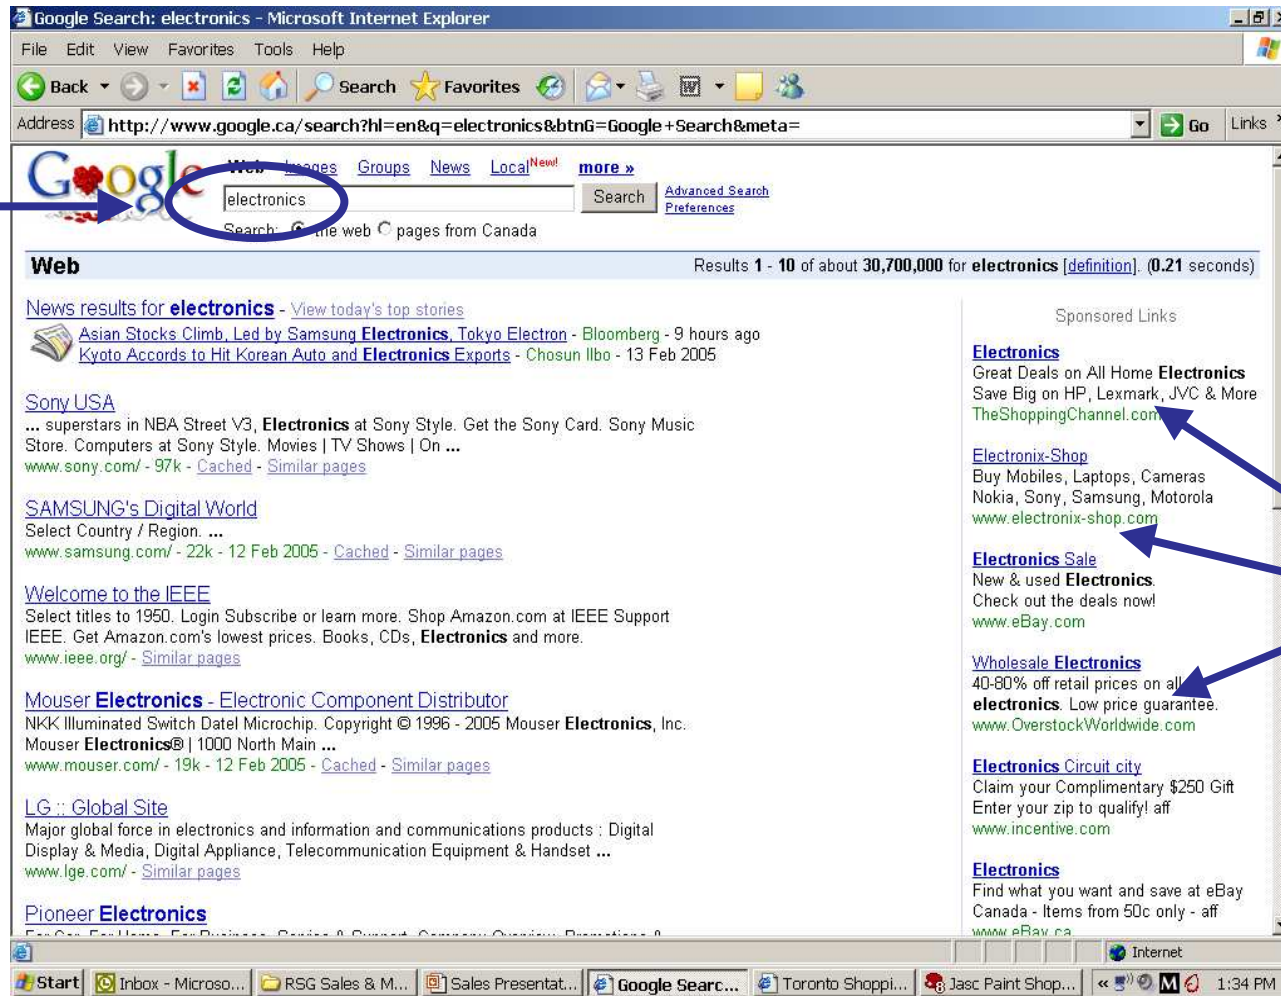 Google Search: electronics - Microsoft Internet Explorer
File Edit View Favorites Tools Help
Back Search Favorites
Address http://www.google.ca/search?hl=en&q=electronics&btnG=Google+Search&meta= Go Links »
Google Web Images Groups News Local New! more »
electronics Search Advanced Search
Preferences
Search: the web pages from Canada
Web Results 1 - 10 of about 30,700,000 for electronics [definition]. (0.21 seconds)
News results for electronics - View today's top stories
Asian Stocks Climb, Led by Samsung Electronics, Tokyo Electron - Bloomberg - 9 hours ago
Kyoto Accords to Hit Korean Auto and Electronics Exports - Chosun Ilbo - 13 Feb 2005
Sony USA
... superstars in NBA Street V3, Electronics at Sony Style. Get the Sony Card. Sony Music
Store. Computers at Sony Style. Movies | TV Shows | On ...
www.sony.com/ - 97k - Cached - Similar pages
SAMSUNG's Digital World
Select Country / Region. ...
www.samsung.com/ - 22k - 12 Feb 2005 - Cached - Similar pages
Welcome to the IEEE
Select titles to 1950. Login Subscribe or learn more. Shop Amazon.com at IEEE Support
IEEE. Get Amazon.com's lowest prices. Books, CDs, Electronics and more.
www.ieee.org/ - Similar pages
Mouser Electronics - Electronic Component Distributor
NKK Illuminated Switch Datel Microchip. Copyright © 1996 - 2005 Mouser Electronics, Inc.
Mouser Electronics® | 1000 North Main ...
www.mouser.com/ - 19k - 12 Feb 2005 - Cached - Similar pages
LG :: Global Site
Major global force in electronics and information and communications products : Digital
Display & Media, Digital Appliance, Telecommunication Equipment & Handset ...
www.lge.com/ - Similar pages
Pioneer Electronics
Sponsored Links
Electronics
Great Deals on All Home Electronics
Save Big on HP, Lexmark, JVC & More
TheShoppingChannel.com
Electronix-Shop
Buy Mobiles, Laptops, Cameras
Nokia, Sony, Samsung, Motorola
www.electronix-shop.com
Electronics Sale
New & used Electronics.
Check out the deals now!
www.eBay.com
Wholesale Electronics
40-80% off retail prices on all
electronics. Low price guarantee.
www.OverstockWorldwide.com
Electronics Circuit city
Claim your Complimentary $250 Gift
Enter your zip to qualify! aff
www.incentive.com
Electronics
Find what you want and save at eBay
Canada - Items from 50c only - aff
www.eBay.ca
Internet
Start Inbox - Microso... RSG Sales & M... Sales Presentat... Google Searc... Toronto Shoppi... Jasc Paint Shop... « 1:34 PM